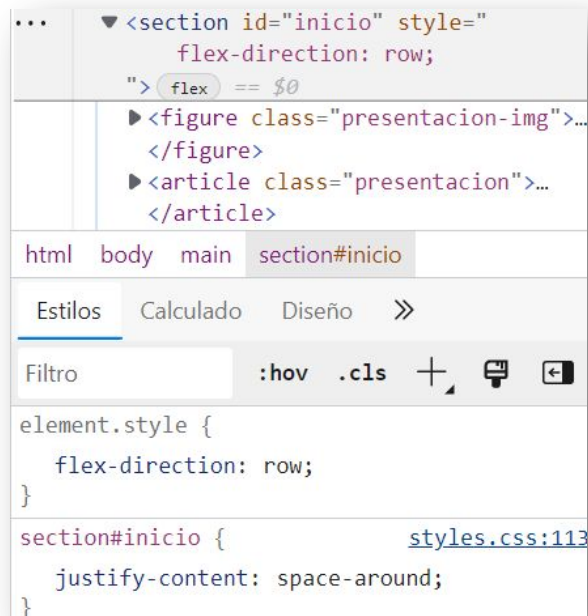 ... ▼ <section id="inicio" style="
flex-direction: row;
"> flex == $0
▶ <figure class="presentacion-img">…
</figure>
▶ <article class="presentacion">…
</article>
html body main section#inicio
Estilos Calculado Diseño »
Filtro :hov .cls +
element.style {
flex-direction: row;
}
section#inicio { styles.css:113
justify-content: space-around;
}